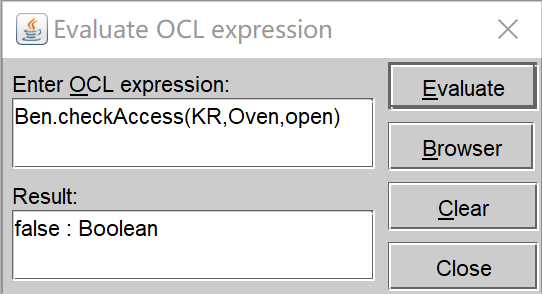 Evaluate OCL expression
Enter OCL expression:
Ben.checkAccess(KR,Oven,open)
Result:
false : Boolean
Evaluate
Browser
Clear
Close